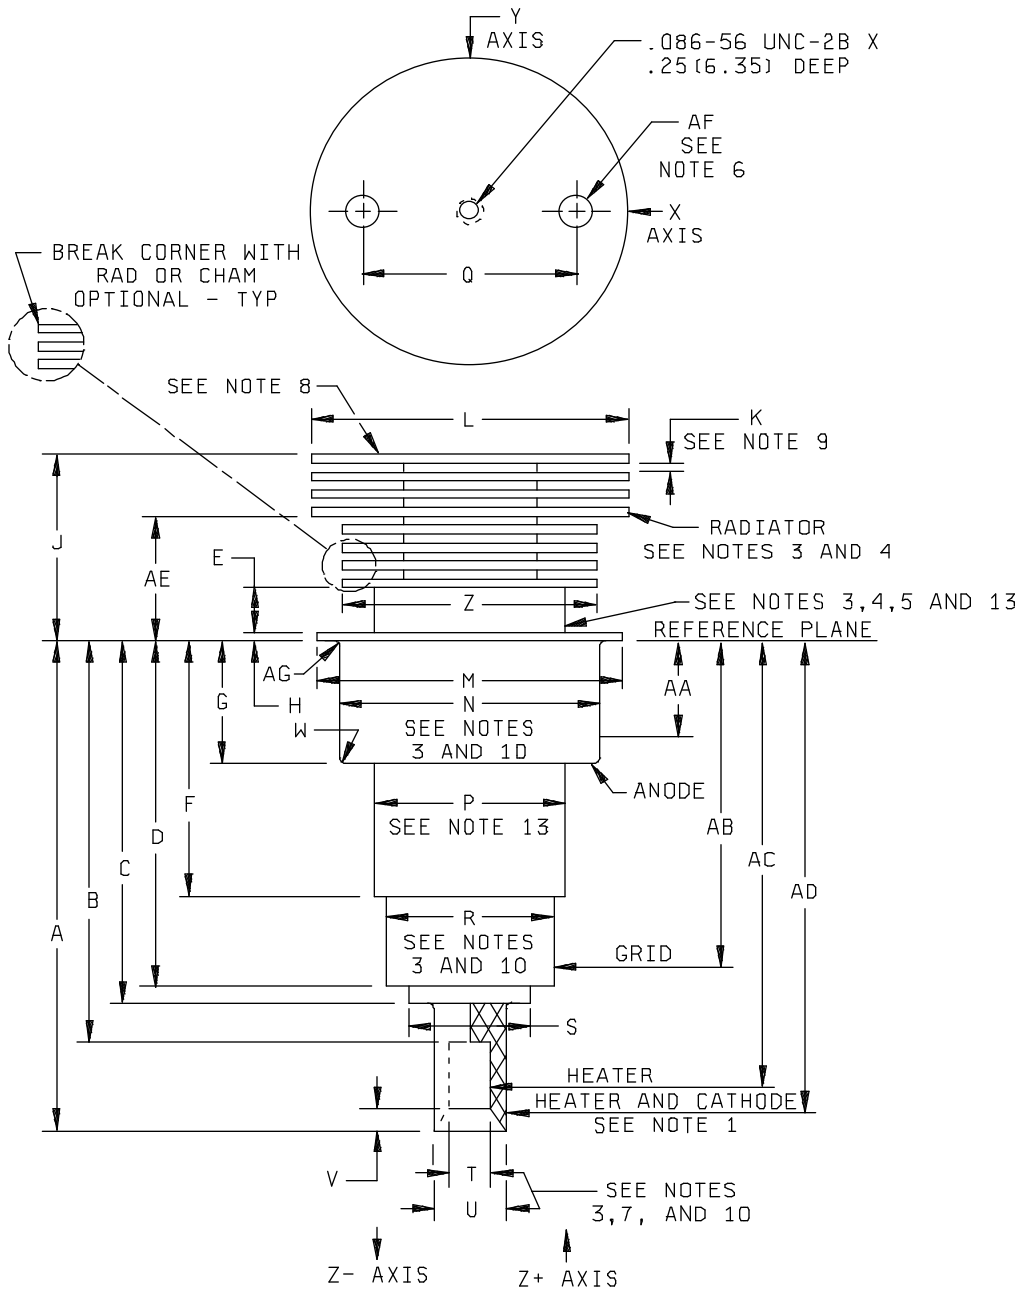 Y
AXIS
.086-56 UNC-2B X
.25(6.35) DEEP
AF
SEE
NOTE 6
X
AXIS
Q
BREAK CORNER WITH
RAD OR CHAM
OPTIONAL - TYP
SEE NOTE 8
L
K
SEE NOTE 9
J
AE
E
RADIATOR
SEE NOTES 3 AND 4
Z
SEE NOTES 3,4,5 AND 13
REFERENCE PLANE
AG
M
AA
G
H
N
W
SEE NOTES
3 AND 10
ANODE
F
P
SEE NOTE 13
D
AB
C
AC
B
AD
A
R
SEE NOTES
3 AND 10
GRID
S
HEATER
HEATER AND CATHODE
SEE NOTE 1
V
T
U
SEE NOTES
3,7, AND 10
Z- AXIS
Z+ AXIS